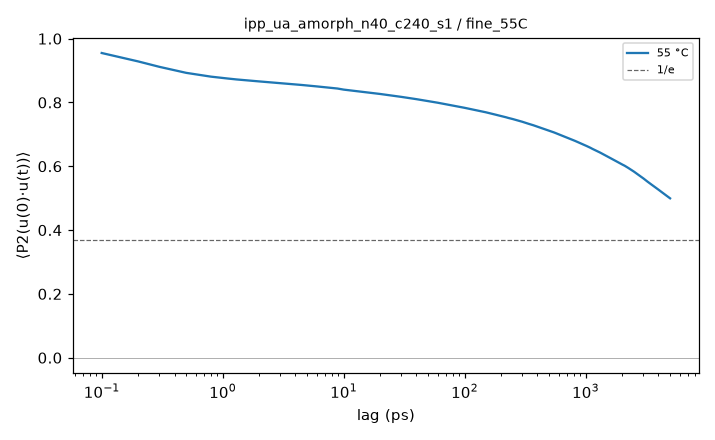 ipp_ua_amorph_n40_c240_s1 / fine_55C
⟨P2(u(0)·u(t))⟩
1.0
0.8
0.6
0.4
0.2
0.0
55 °C
1/e
10⁻¹ 10⁰ 10¹ 10² 10³
lag (ps)